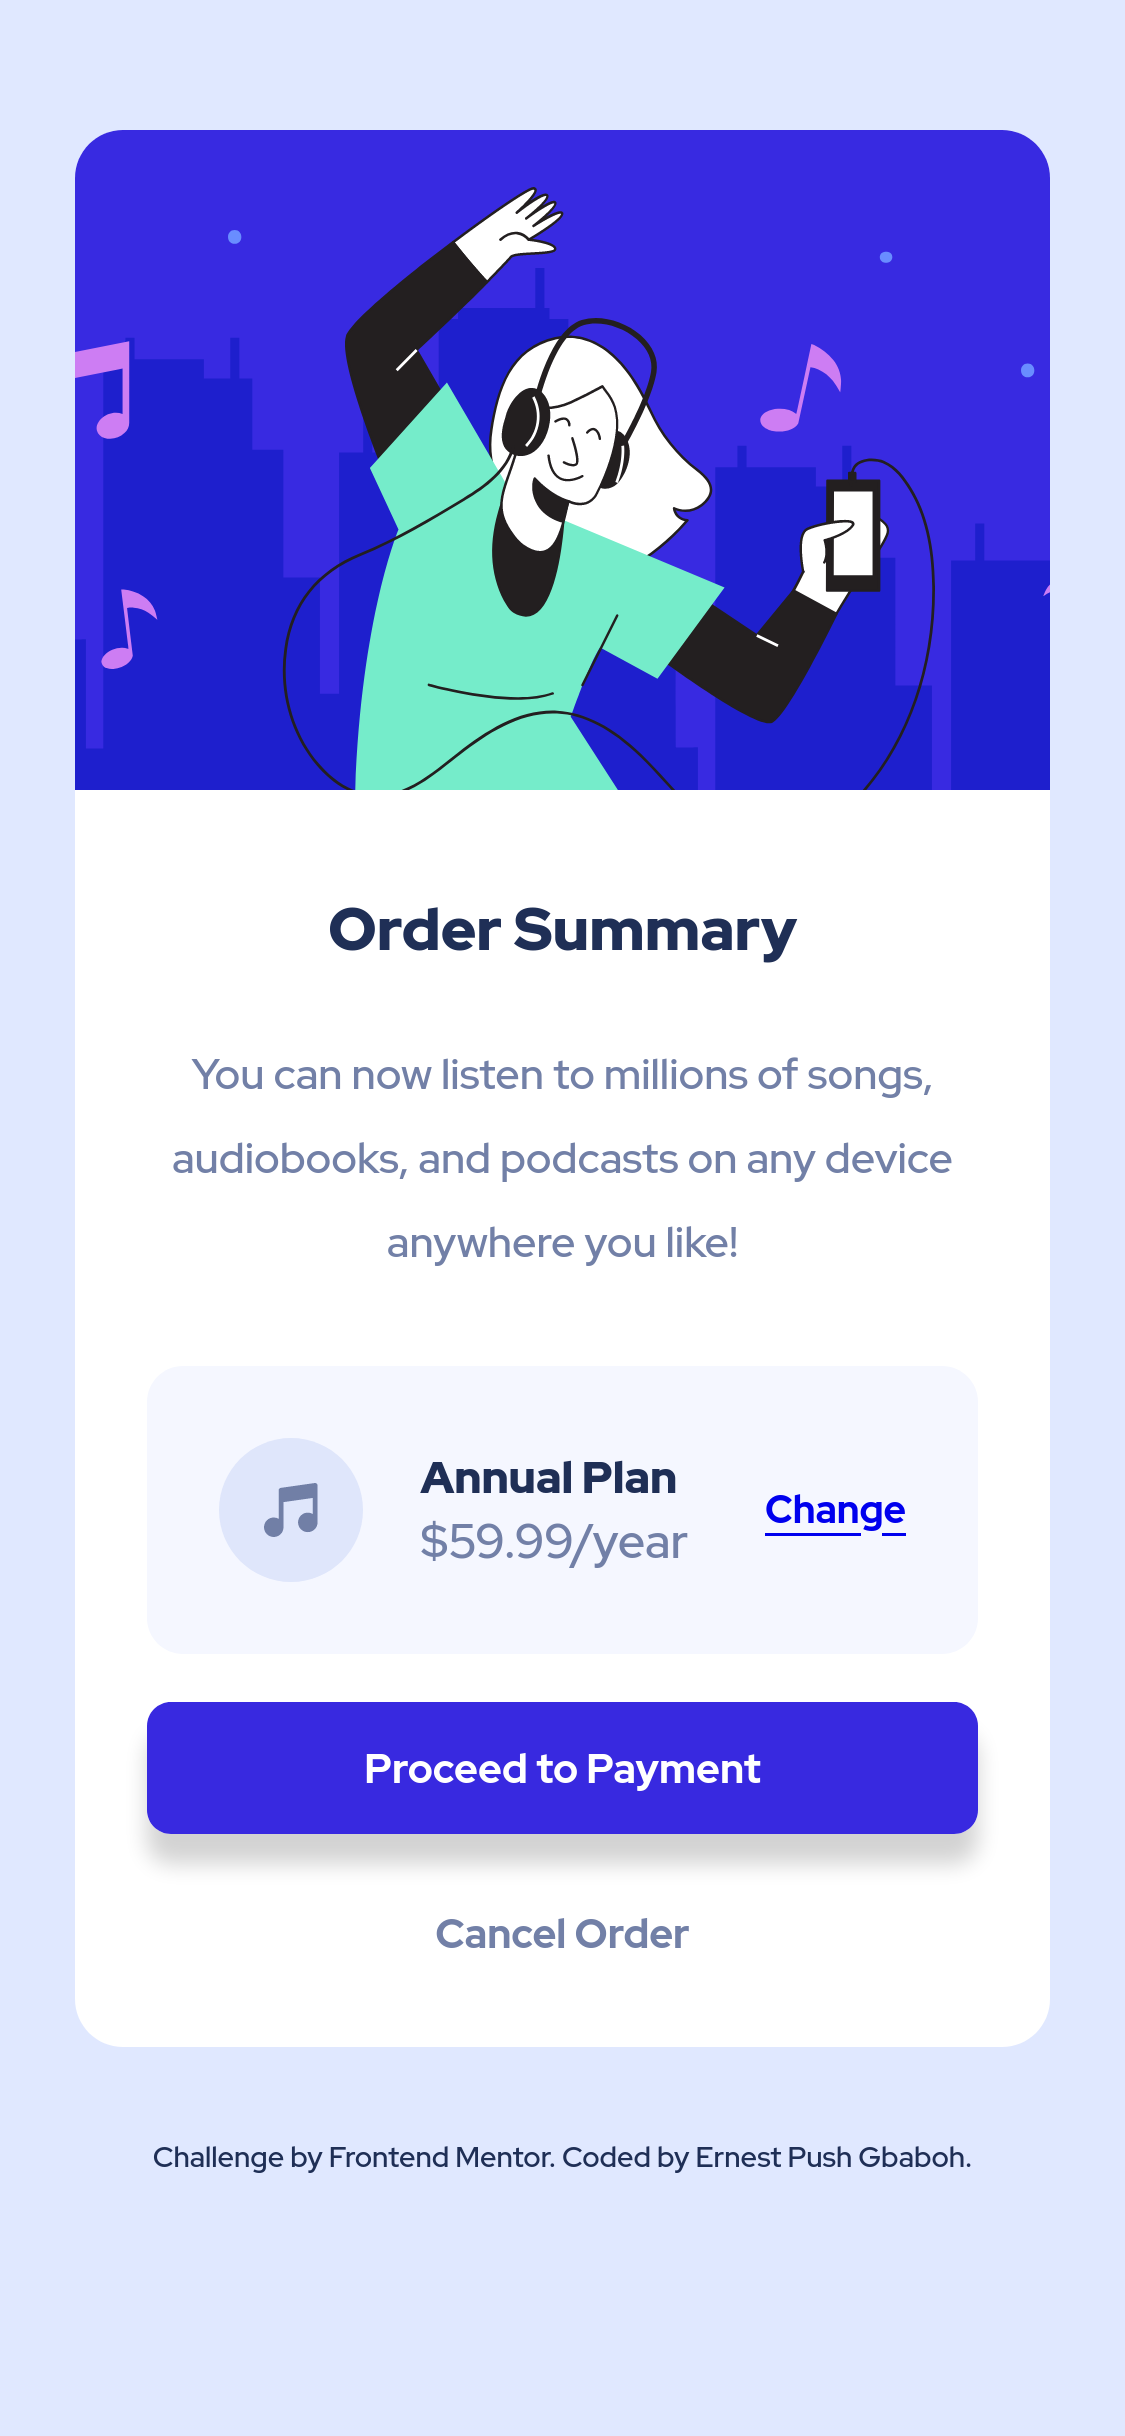 Order Summary
You can now listen to millions of songs,
audiobooks, and podcasts on any device
anywhere you like!
Annual Plan
$59.99/year
Change
Proceed to Payment
Cancel Order
Challenge by Frontend Mentor. Coded by Ernest Push Gbaboh.